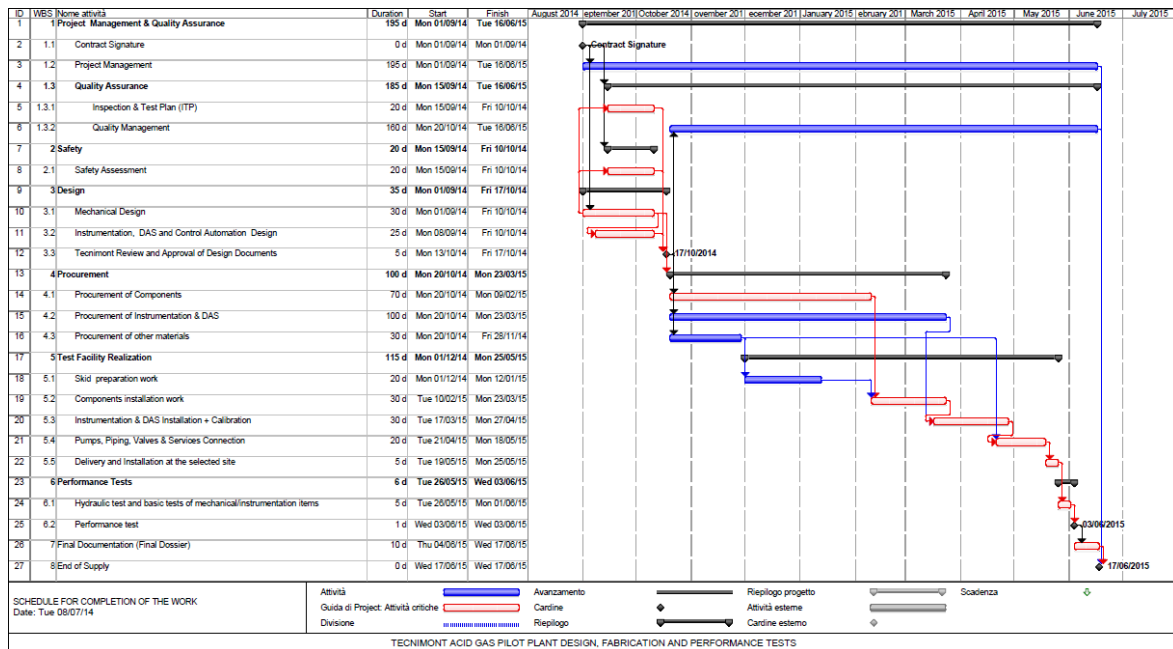 ID WBS Nome attività Duration Start Finish August 2014 eptember 201 October 2014 ovember 201 ecember 201 January 2015 ebruary 201 March 2015 April 2015 May 2015 June 2015 July 2015
1 1 Project Management & Quality Assurance 195 d Mon 01/09/14 Tue 16/06/15
2 1.1 Contract Signature 0 d Mon 01/09/14 Mon 01/09/14 Contract Signature
3 1.2 Project Management 195 d Mon 01/09/14 Tue 16/06/15
4 1.3 Quality Assurance 185 d Mon 15/09/14 Tue 16/06/15
5 1.3.1 Inspection & Test Plan (ITP) 20 d Mon 15/09/14 Fri 10/10/14
6 1.3.2 Quality Management 160 d Mon 20/10/14 Tue 16/06/15
7 2 Safety 20 d Mon 15/09/14 Fri 10/10/14
8 2.1 Safety Assessment 20 d Mon 15/09/14 Fri 10/10/14
9 3 Design 35 d Mon 01/09/14 Fri 17/10/14
10 3.1 Mechanical Design 30 d Mon 01/09/14 Fri 10/10/14
11 3.2 Instrumentation, DAS and Control Automation Design 25 d Mon 08/09/14 Fri 10/10/14
12 3.3 Tecnimont Review and Approval of Design Documents 5 d Mon 13/10/14 Fri 17/10/14 17/10/2014
13 4 Procurement 100 d Mon 20/10/14 Mon 23/03/15
14 4.1 Procurement of Components 70 d Mon 20/10/14 Mon 09/02/15
15 4.2 Procurement of Instrumentation & DAS 100 d Mon 20/10/14 Mon 23/03/15
16 4.3 Procurement of other materials 30 d Mon 20/10/14 Fri 28/11/14
17 5 Test Facility Realization 115 d Mon 01/12/14 Mon 25/05/15
18 5.1 Skid preparation work 20 d Mon 01/12/14 Mon 12/01/15
19 5.2 Components installation work 30 d Tue 10/02/15 Mon 23/03/15
20 5.3 Instrumentation & DAS Installation + Calibration 30 d Tue 17/03/15 Mon 27/04/15
21 5.4 Pumps, Piping, Valves & Services Connection 20 d Tue 21/04/15 Mon 18/05/15
22 5.5 Delivery and Installation at the selected site 5 d Tue 19/05/15 Mon 25/05/15
23 6 Performance Tests 6 d Tue 26/05/15 Wed 03/06/15
24 6.1 Hydraulic test and basic tests of mechanical/instrumentation items 5 d Tue 26/05/15 Mon 01/06/15
25 6.2 Performance test 1 d Wed 03/06/15 Wed 03/06/15 03/06/2015
26 7 Final Documentation (Final Dossier) 10 d Thu 04/06/15 Wed 17/06/15
27 8 End of Supply 0 d Wed 17/06/15 Wed 17/06/15 17/06/2015
SCHEDULE FOR COMPLETION OF THE WORK
Date: Tue 08/07/14
Attività Avanzamento Riepilogo progetto Scadenza
Guida di Project: Attività critiche Cardine Attività esterne
Divisione Riepilogo Cardine esterno
TECNIMONT ACID GAS PILOT PLANT DESIGN, FABRICATION AND PERFORMANCE TESTS